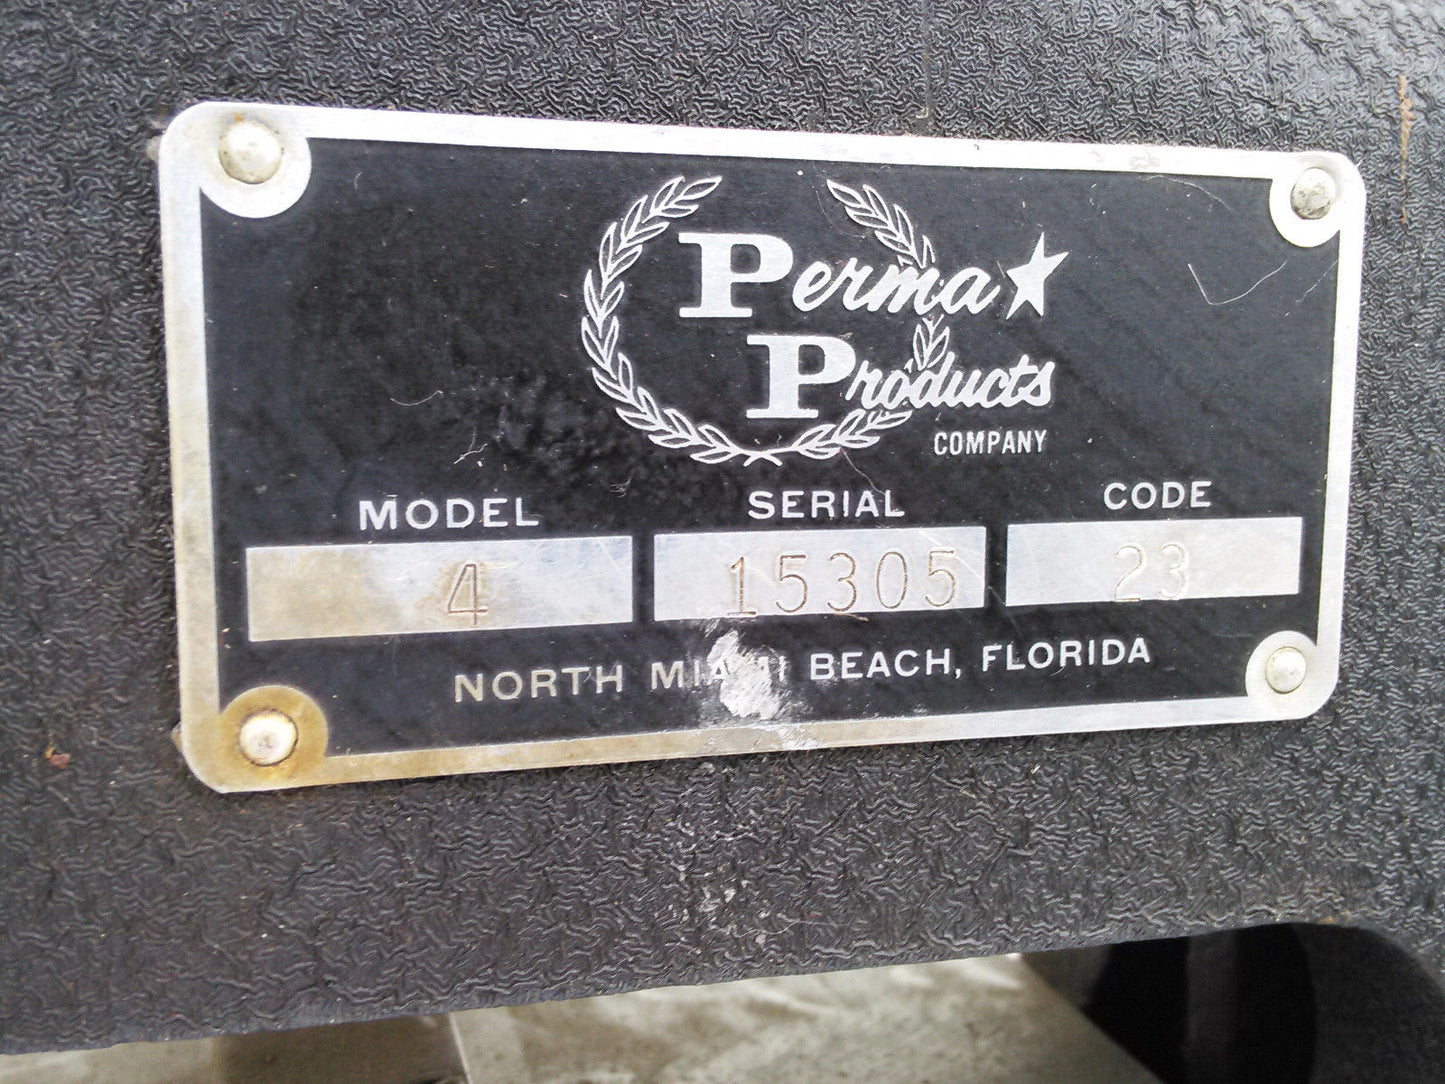 Perma
Products
COMPANY
MODEL SERIAL CODE
4 15305 23
NORTH MIAMI BEACH, FLORIDA